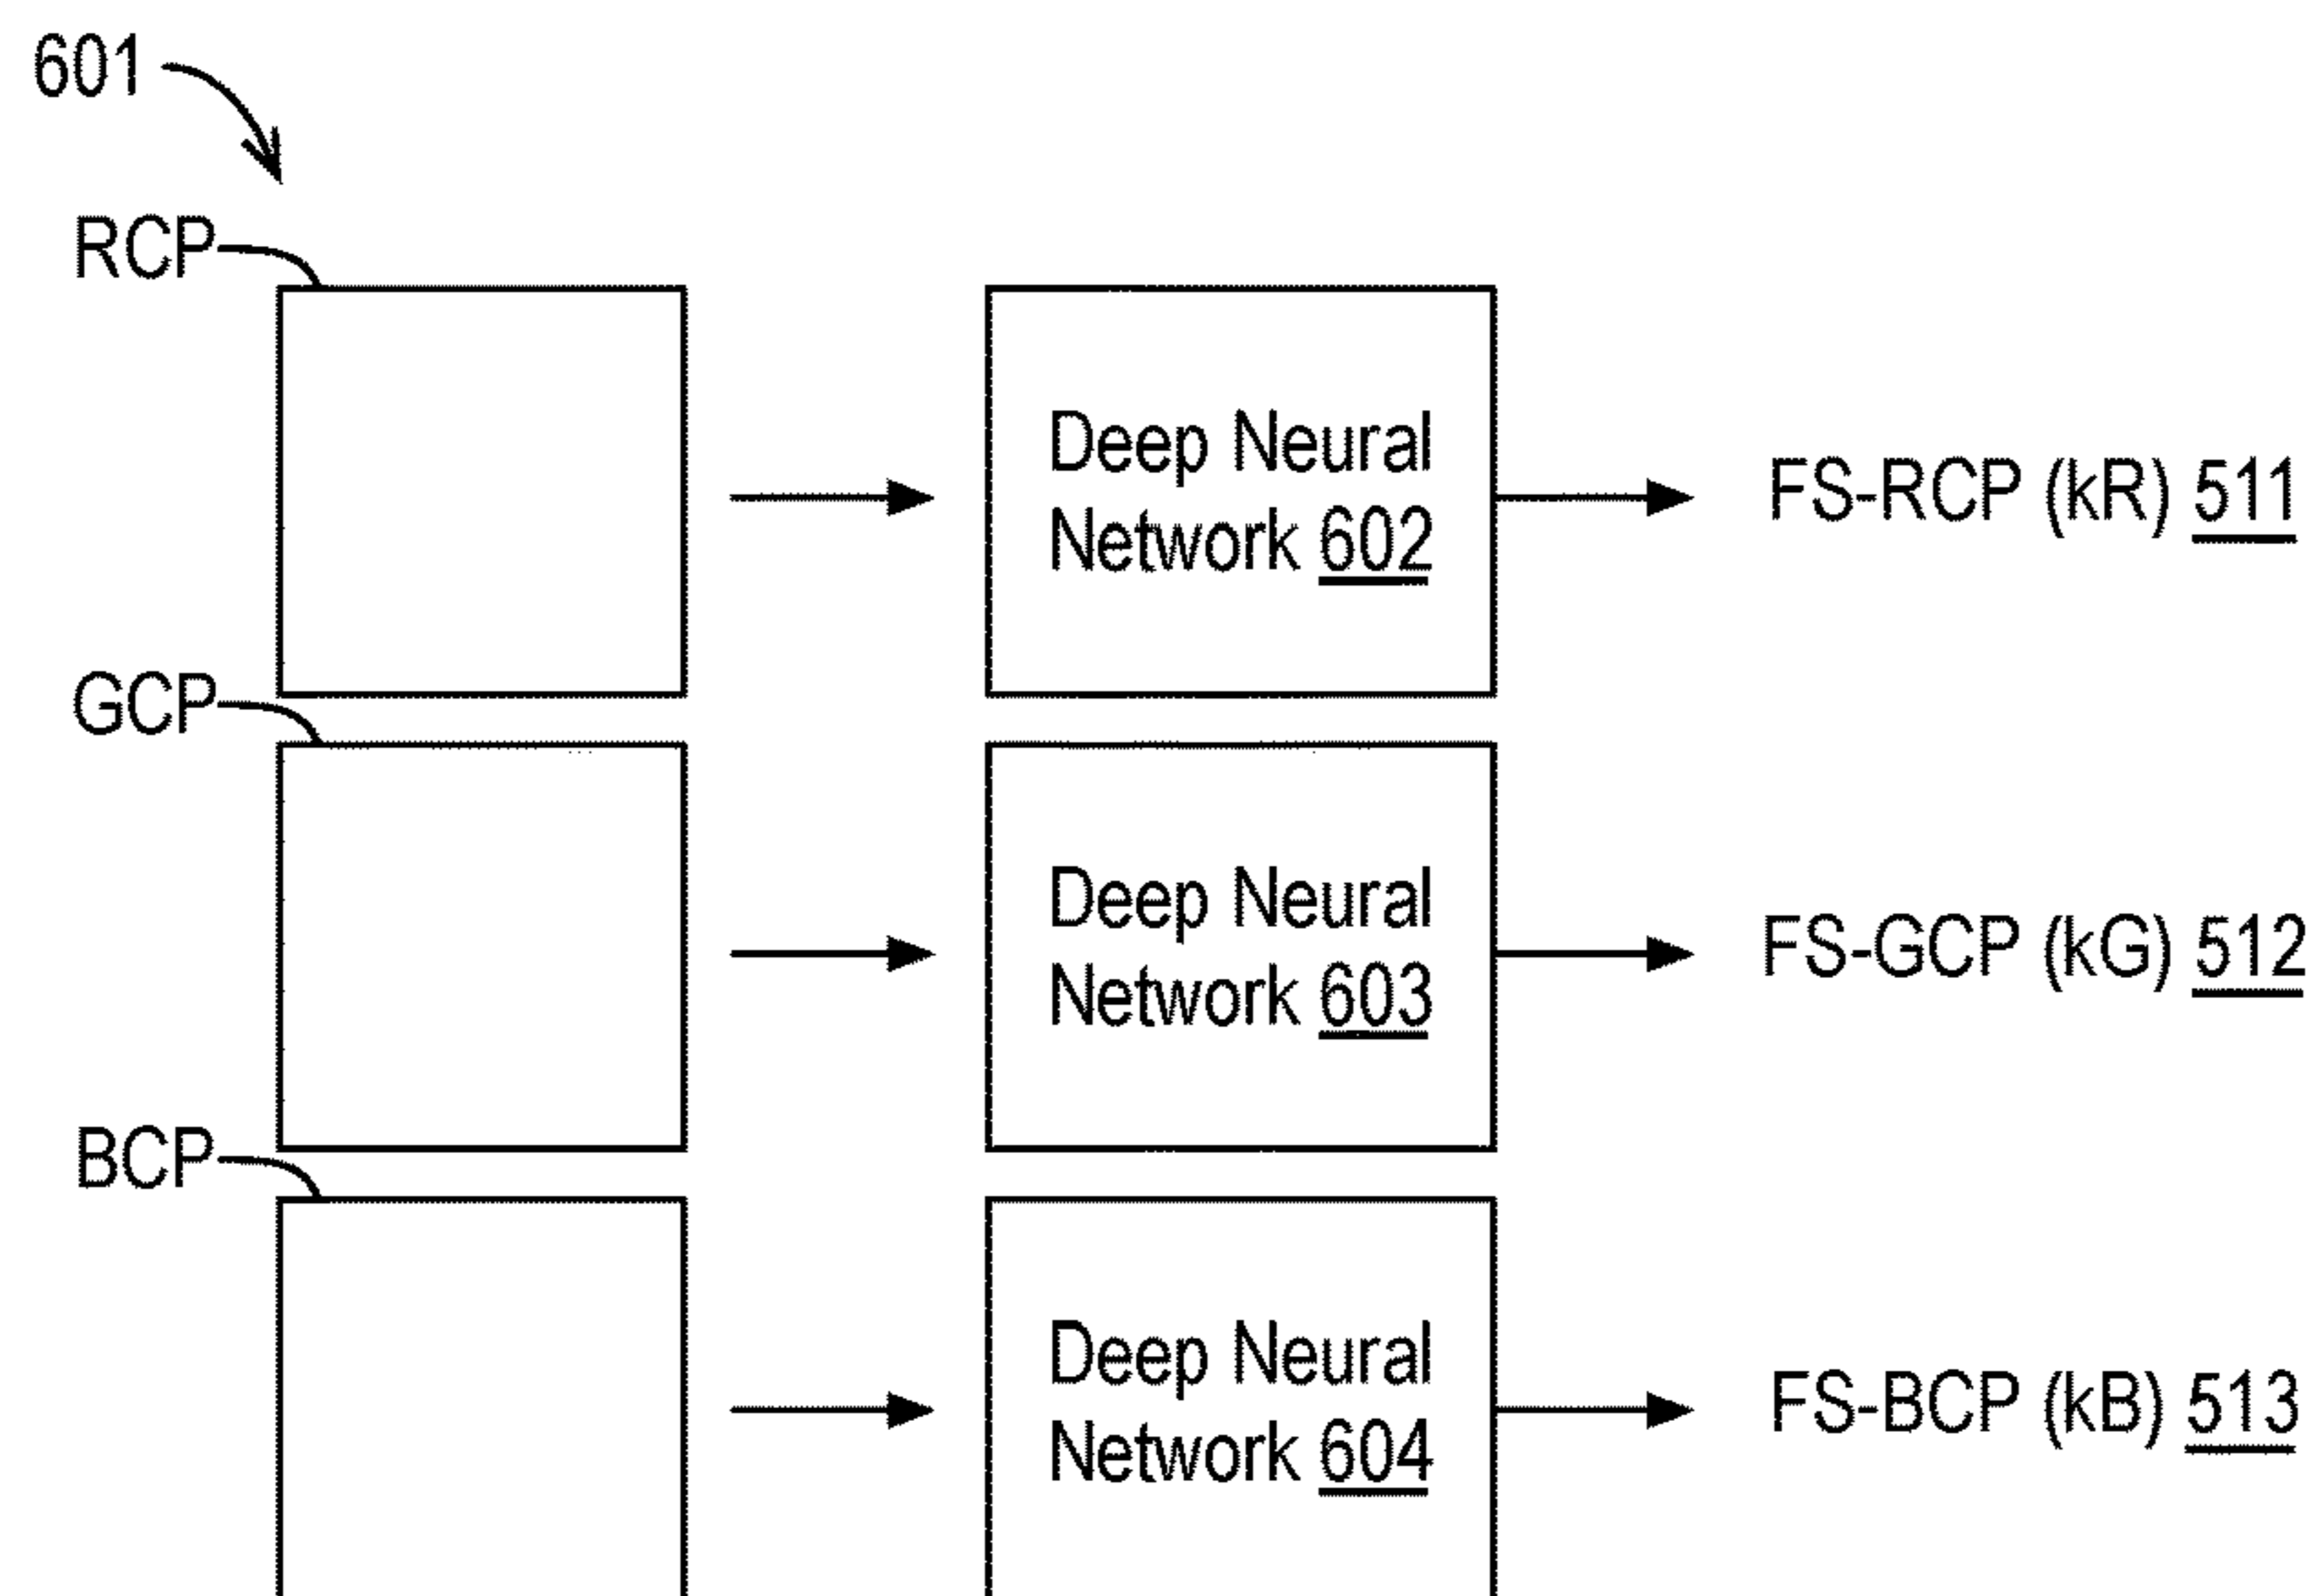 601
RCP
Deep Neural
Network 602
FS-RCP (kR) 511
GCP
Deep Neural
Network 603
FS-GCP (kG) 512
BCP
Deep Neural
Network 604
FS-BCP (kB) 513